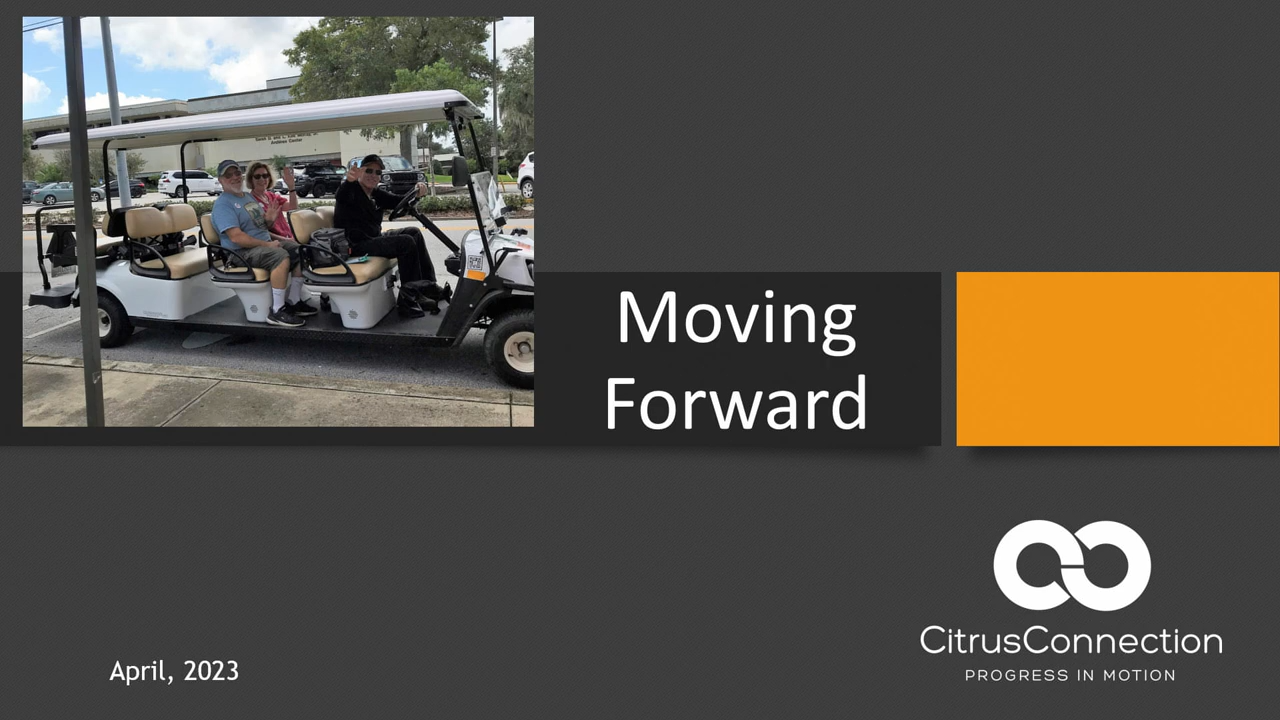 Moving
Forward
CitrusConnection
PROGRESS IN MOTION
April, 2023